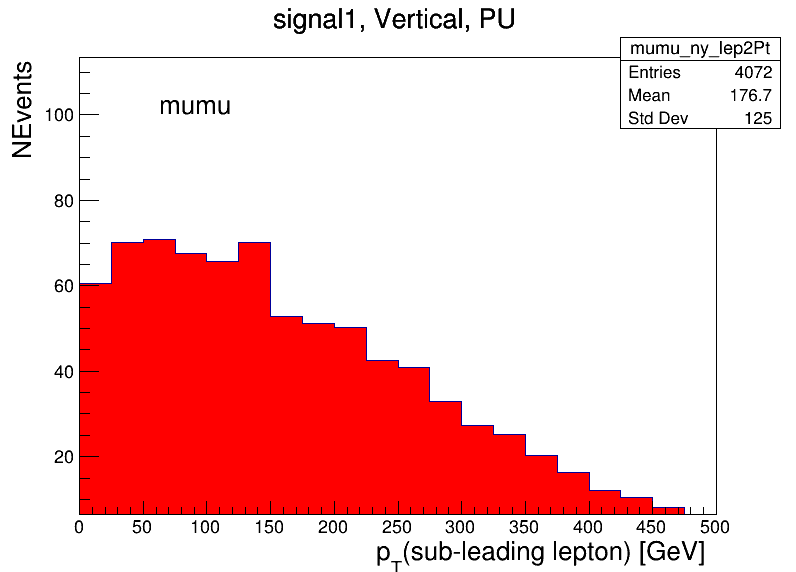 signal1, Vertical, PU
mumu_ny_lep2Pt
Entries 4072
Mean 176.7
Std Dev 125
NEvents
mumu
100
80
60
40
20
0 50 100 150 200 250 300 350 400 450 500
p_T(sub-leading lepton) [GeV]